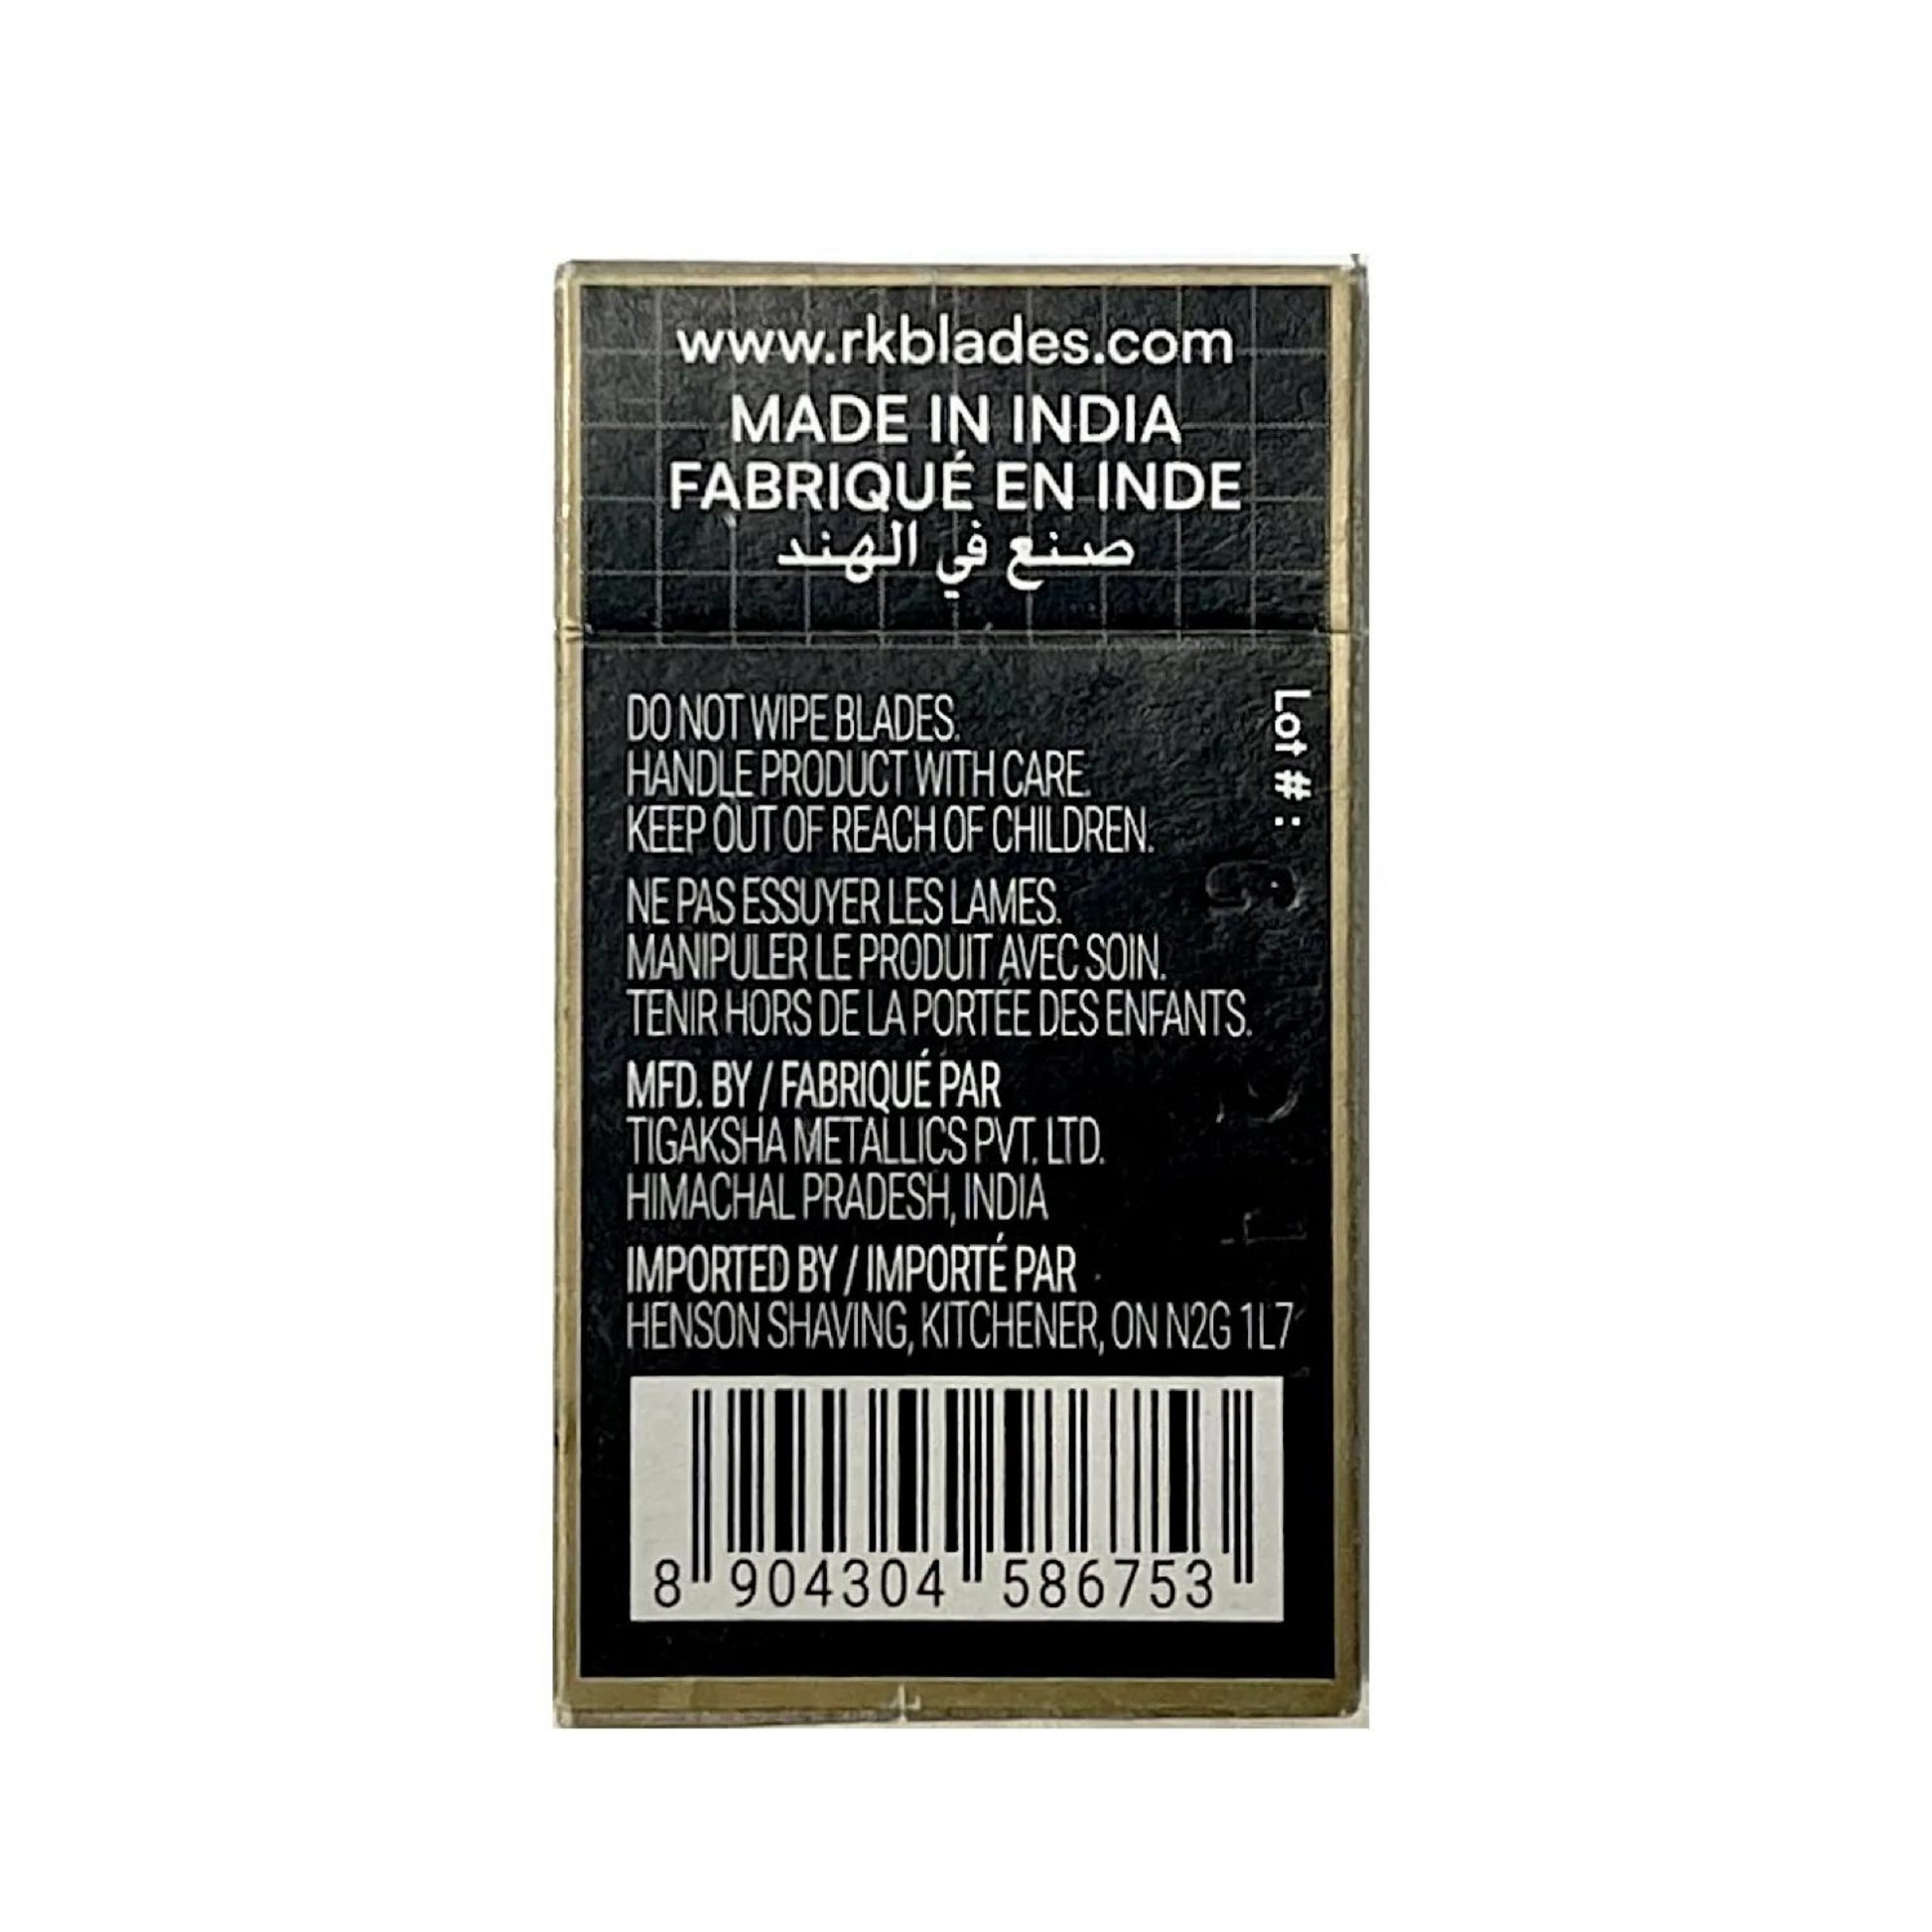 www.rkblades.com
MADE IN INDIA
FABRIQUÉ EN INDE
صنع في الهند
Lot # :
DO NOT WIPE BLADES.
HANDLE PRODUCT WITH CARE.
KEEP OUT OF REACH OF CHILDREN.
NE PAS ESSUYER LES LAMES.
MANIPULER LE PRODUIT AVEC SOIN.
TENIR HORS DE LA PORTÉE DES ENFANTS.
MFD. BY / FABRIQUÉ PAR
TIGAKSHA METALLICS PVT. LTD.
HIMACHAL PRADESH, INDIA
IMPORTED BY / IMPORTÉ PAR
HENSON SHAVING, KITCHENER, ON N2G 1L7
8 904304 586753